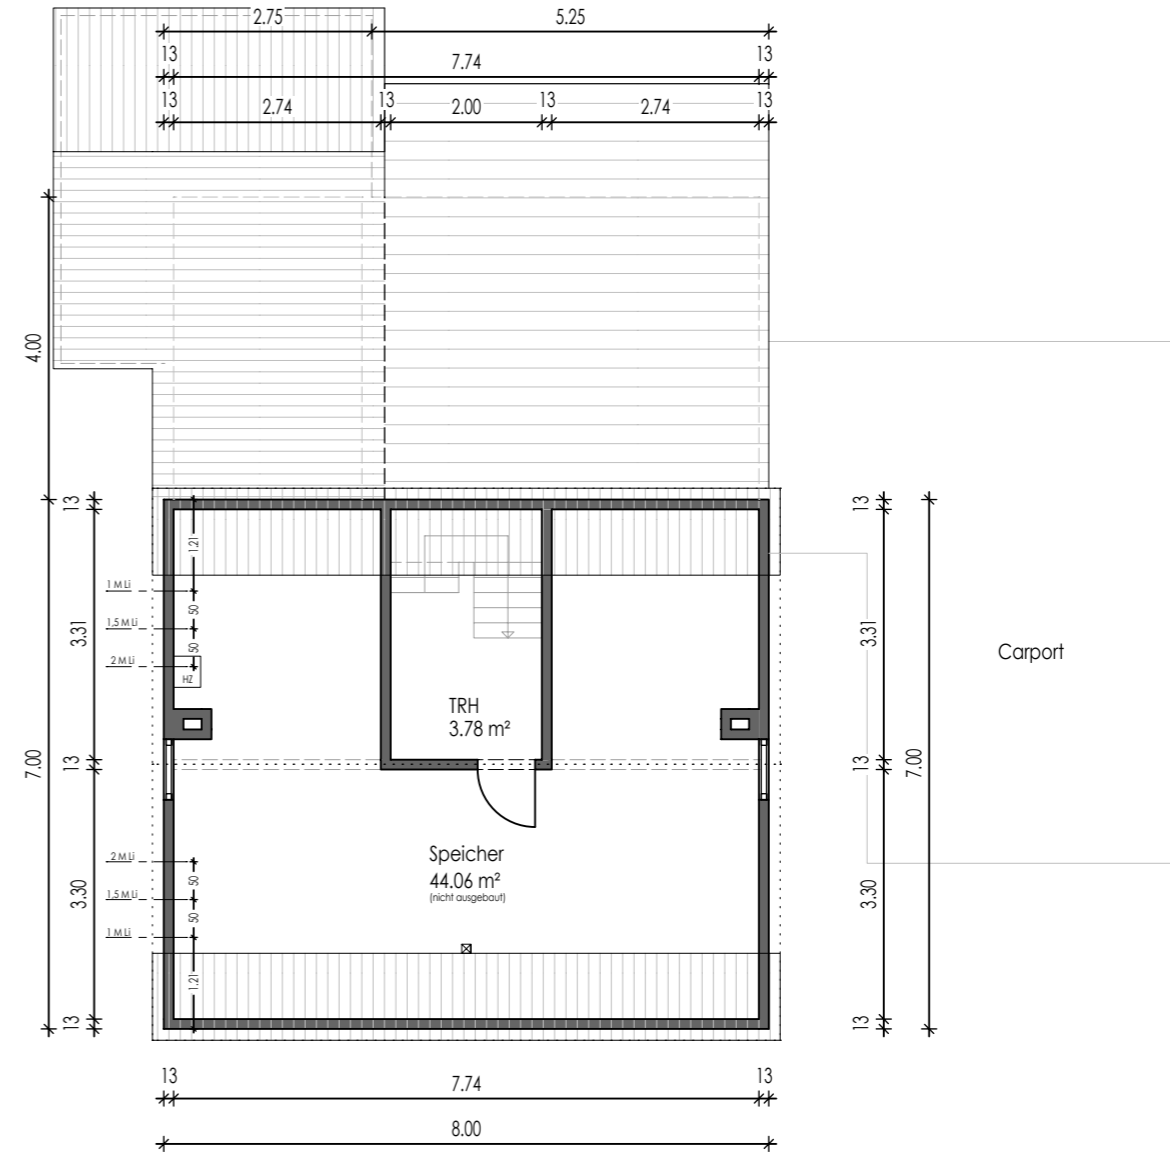 2.75 5.25
13 7.74 13
13 2.74 13 2.00 13 2.74 13
4.00
13
3.31
13
3.30
13
7.00
1,21
1 M Li
50
1,5 M Li
50
2 M Li
HZ
TRH
3.78 m²
Speicher
44.06 m²
(nicht ausgebaut)
2 M Li
50
1,5 M Li
50
1 M Li
1,21
13
3.31
13
3.30
13
7.00
Carport
13 7.74 13
8.00